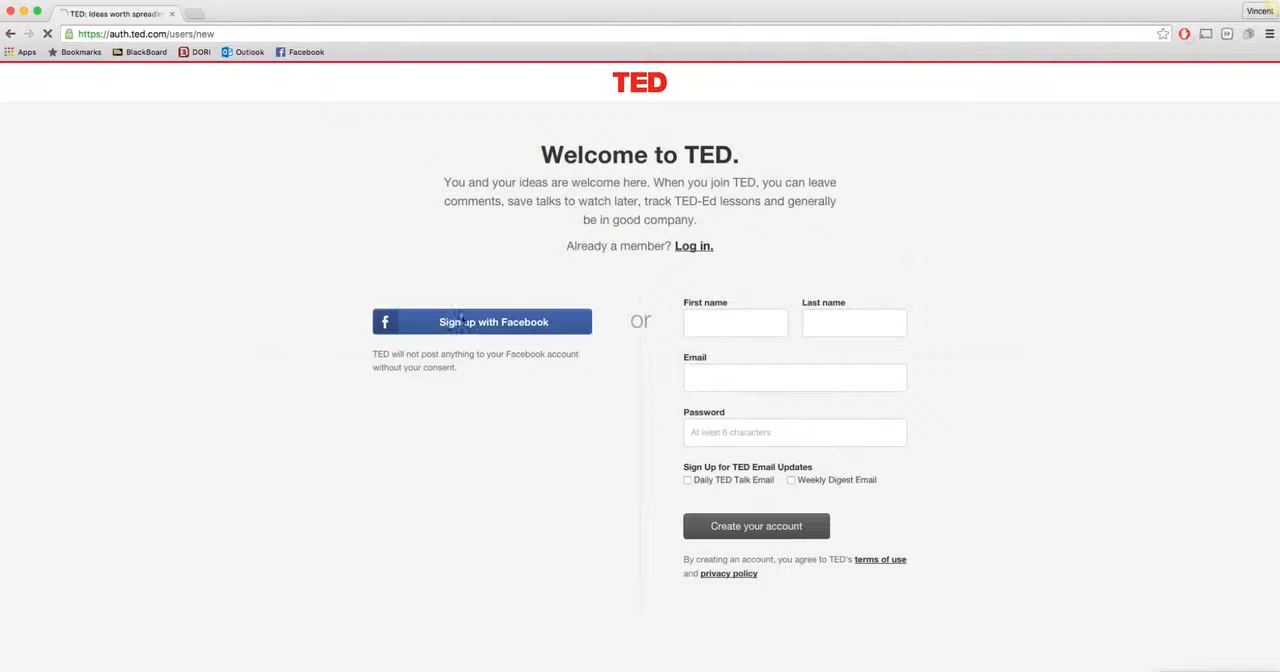 TED: Ideas worth spreadin
Vincent
https://auth.ted.com/users/new
Apps Bookmarks BlackBoard DORI Outlook Facebook
TED
Welcome to TED.
You and your ideas are welcome here. When you join TED, you can leave
comments, save talks to watch later, track TED-Ed lessons and generally
be in good company.
Already a member? Log in.
f Sign up with Facebook
TED will not post anything to your Facebook account
without your consent.
or
First name Last name
Email
Password
At least 6 characters
Sign Up for TED Email Updates
Daily TED Talk Email Weekly Digest Email
Create your account
By creating an account, you agree to TED's terms of use
and privacy policy